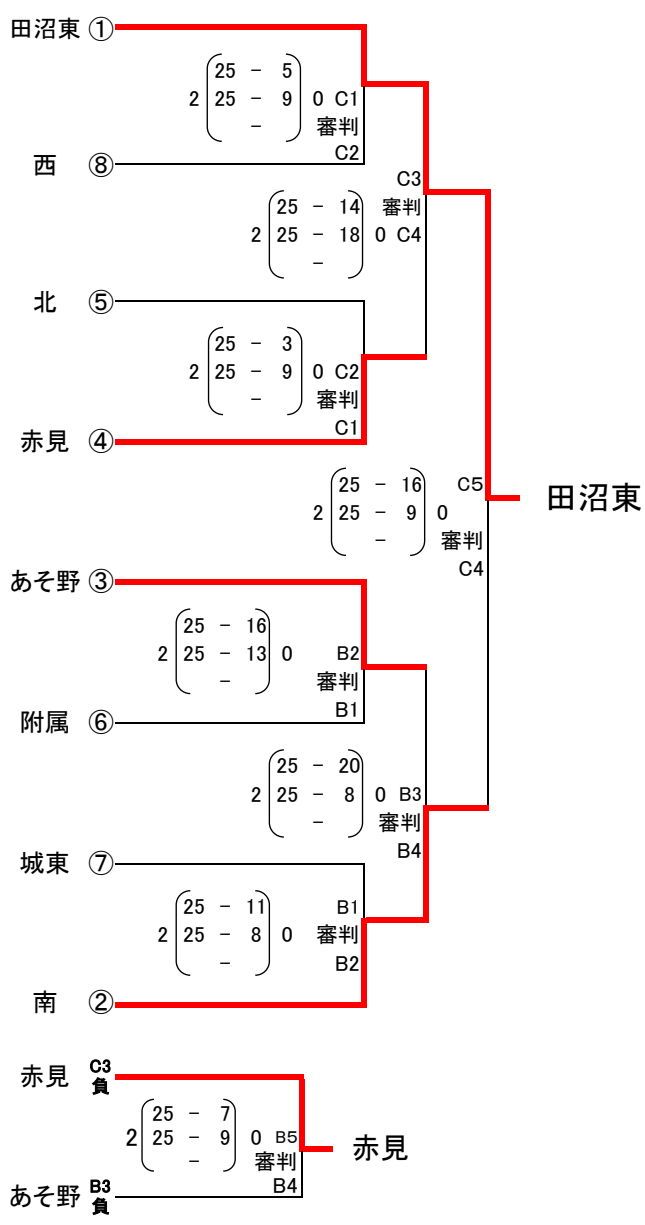 田沼東 ①
25 - 5
2 25 - 9 0 C1
- 審判
C2
西 ⑧
C3
25 - 14 審判
2 25 - 18 0 C4
-
北 ⑤
25 - 3
2 25 - 9 0 C2
- 審判
C1
赤見 ④
25 - 16 C5
2 25 - 9 0
- 審判
C4
田沼東
あそ野 ③
25 - 16
2 25 - 13 0 B2
- 審判
B1
附属 ⑥
25 - 20
2 25 - 8 0 B3
- 審判
B4
城東 ⑦
25 - 11 B1
2 25 - 8 0 審判
- B2
南 ②
赤見 C3負
25 - 7
2 25 - 9 0 B5
- 審判
B4
赤見
あそ野 B3負